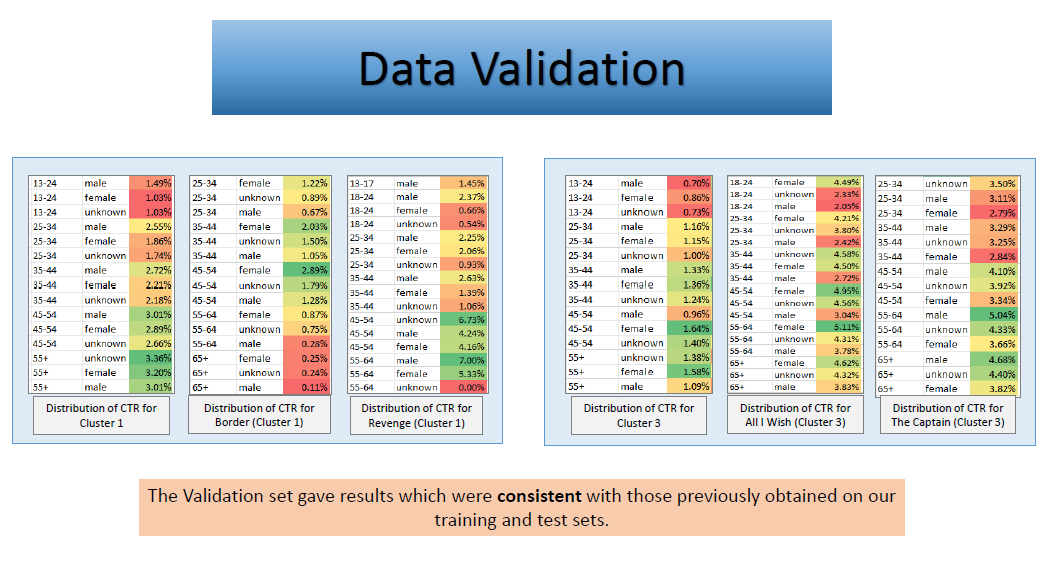 Data Validation
13-24 male 1.49%
13-24 female 1.03%
13-24 unknown 1.03%
25-34 male 2.55%
25-34 female 1.86%
25-34 unknown 1.74%
35-44 male 2.72%
35-44 female 2.21%
35-44 unknown 2.18%
45-54 male 3.01%
45-54 female 2.89%
45-54 unknown 2.66%
55+ unknown 3.36%
55+ female 3.20%
55+ male 3.01%
Distribution of CTR for
Cluster 1
25-34 female 1.22%
25-34 unknown 0.89%
25-34 male 0.67%
35-44 female 2.03%
35-44 unknown 1.50%
35-44 male 1.05%
45-54 female 2.89%
45-54 unknown 1.79%
45-54 male 1.28%
55-64 female 0.87%
55-64 unknown 0.75%
55-64 male 0.28%
65+ female 0.25%
65+ unknown 0.24%
65+ male 0.11%
Distribution of CTR for
Border (Cluster 1)
13-17 male 1.45%
18-24 male 2.37%
18-24 female 0.66%
18-24 unknown 0.54%
25-34 male 2.25%
25-34 female 2.06%
25-34 unknown 0.93%
35-44 male 2.63%
35-44 female 1.39%
35-44 unknown 1.06%
45-54 unknown 6.73%
45-54 male 4.24%
45-54 female 4.16%
55-64 male 7.00%
55-64 female 5.33%
55-64 unknown 0.00%
Distribution of CTR for
Revenge (Cluster 1)
13-24 male 0.70%
13-24 female 0.86%
13-24 unknown 0.73%
25-34 male 1.16%
25-34 female 1.15%
25-34 unknown 1.00%
35-44 male 1.33%
35-44 female 1.36%
35-44 unknown 1.24%
45-54 male 0.96%
45-54 female 1.64%
45-54 unknown 1.40%
55+ unknown 1.38%
55+ female 1.58%
55+ male 1.09%
Distribution of CTR for
Cluster 3
18-24 female 4.49%
18-24 unknown 2.33%
18-24 male 2.05%
25-34 female 4.21%
25-34 unknown 3.80%
25-34 male 2.42%
35-44 unknown 4.58%
35-44 female 4.50%
35-44 male 2.72%
45-54 female 4.95%
45-54 unknown 4.56%
45-54 male 3.04%
55-64 female 5.11%
55-64 unknown 4.31%
55-64 male 3.78%
65+ female 4.62%
65+ unknown 4.32%
65+ male 3.83%
Distribution of CTR for
All I Wish (Cluster 3)
25-34 unknown 3.50%
25-34 male 3.11%
25-34 female 2.79%
35-44 male 3.29%
35-44 unknown 3.25%
35-44 female 2.84%
45-54 male 4.10%
45-54 unknown 3.92%
45-54 female 3.34%
55-64 male 5.04%
55-64 unknown 4.33%
55-64 female 3.66%
65+ male 4.68%
65+ unknown 4.40%
65+ female 3.82%
Distribution of CTR for
The Captain (Cluster 3)
The Validation set gave results which were consistent with those previously obtained on our
training and test sets.